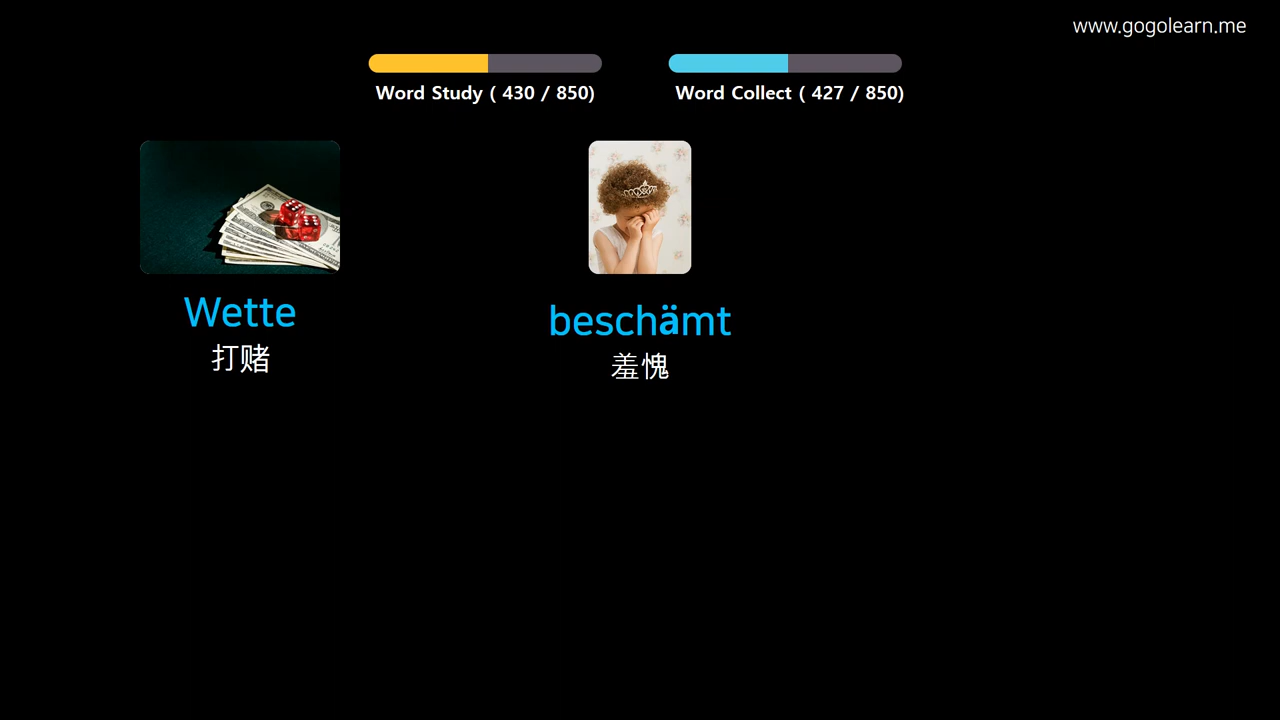 www.gogolearn.me
Word Study ( 430 / 850)
Word Collect ( 427 / 850)
Wette
打赌
beschämt
羞愧